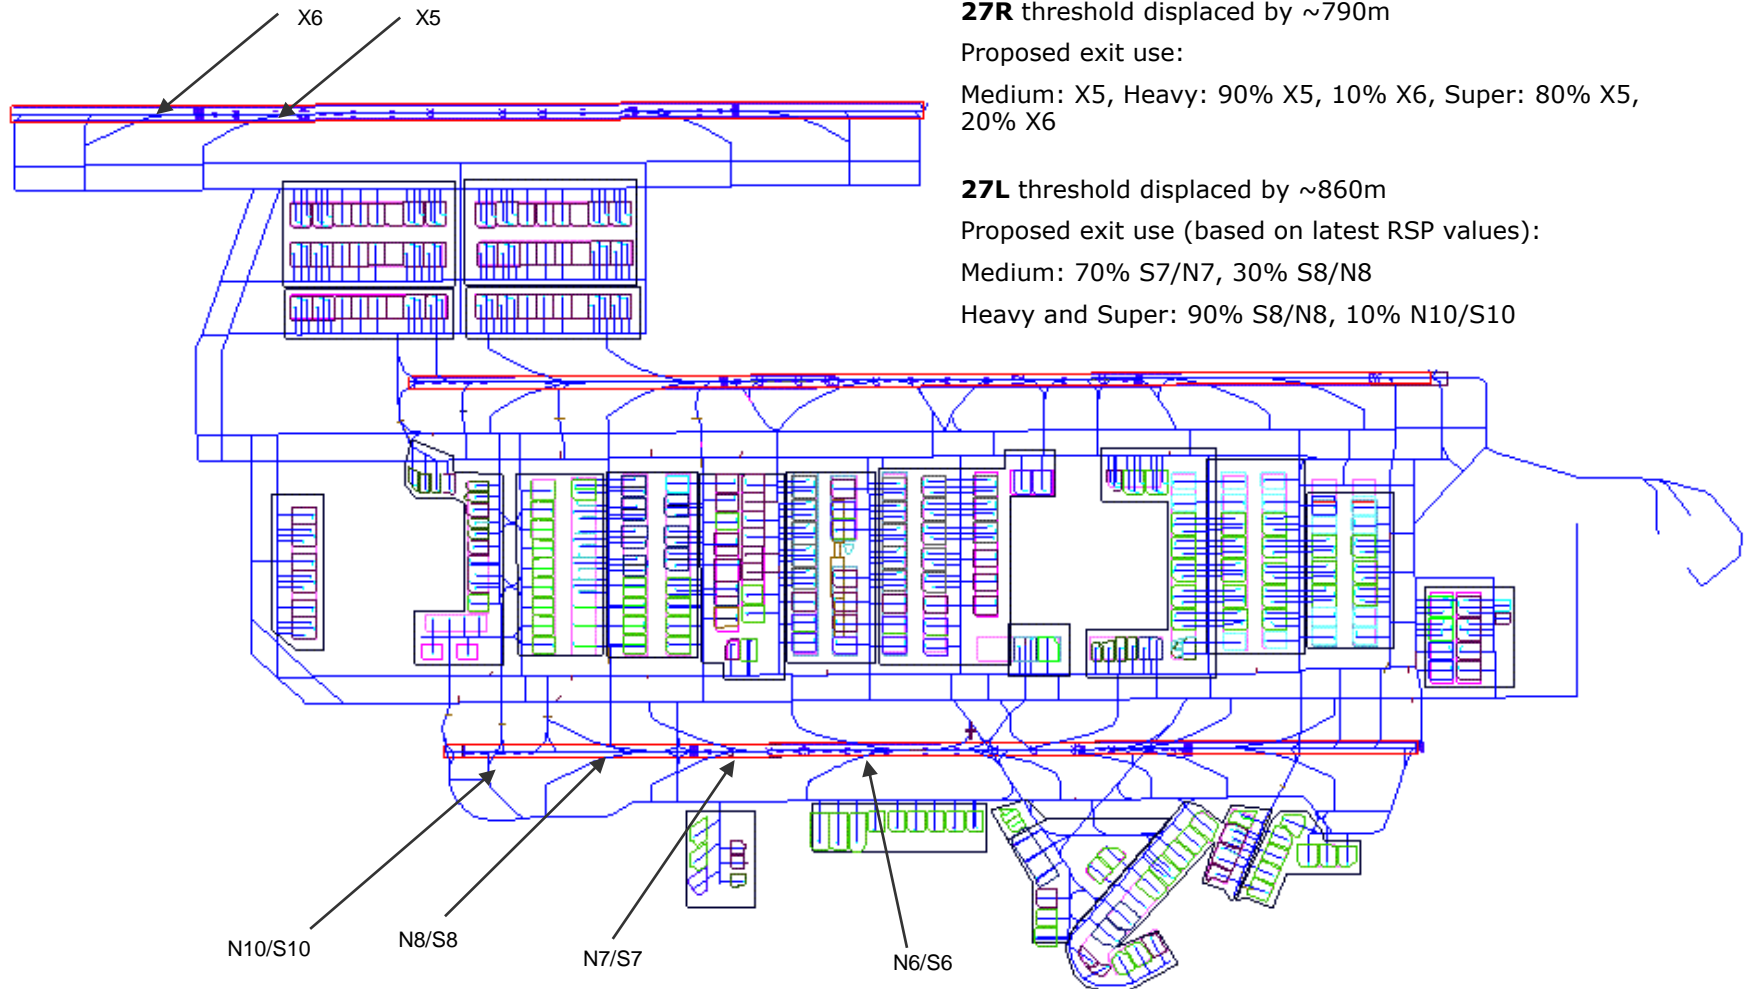 X6
X5
27R threshold displaced by ~790m
Proposed exit use:
Medium: X5, Heavy: 90% X5, 10% X6, Super: 80% X5,
20% X6
27L threshold displaced by ~860m
Proposed exit use (based on latest RSP values):
Medium: 70% S7/N7, 30% S8/N8
Heavy and Super: 90% S8/N8, 10% N10/S10
N10/S10
N8/S8
N7/S7
N6/S6